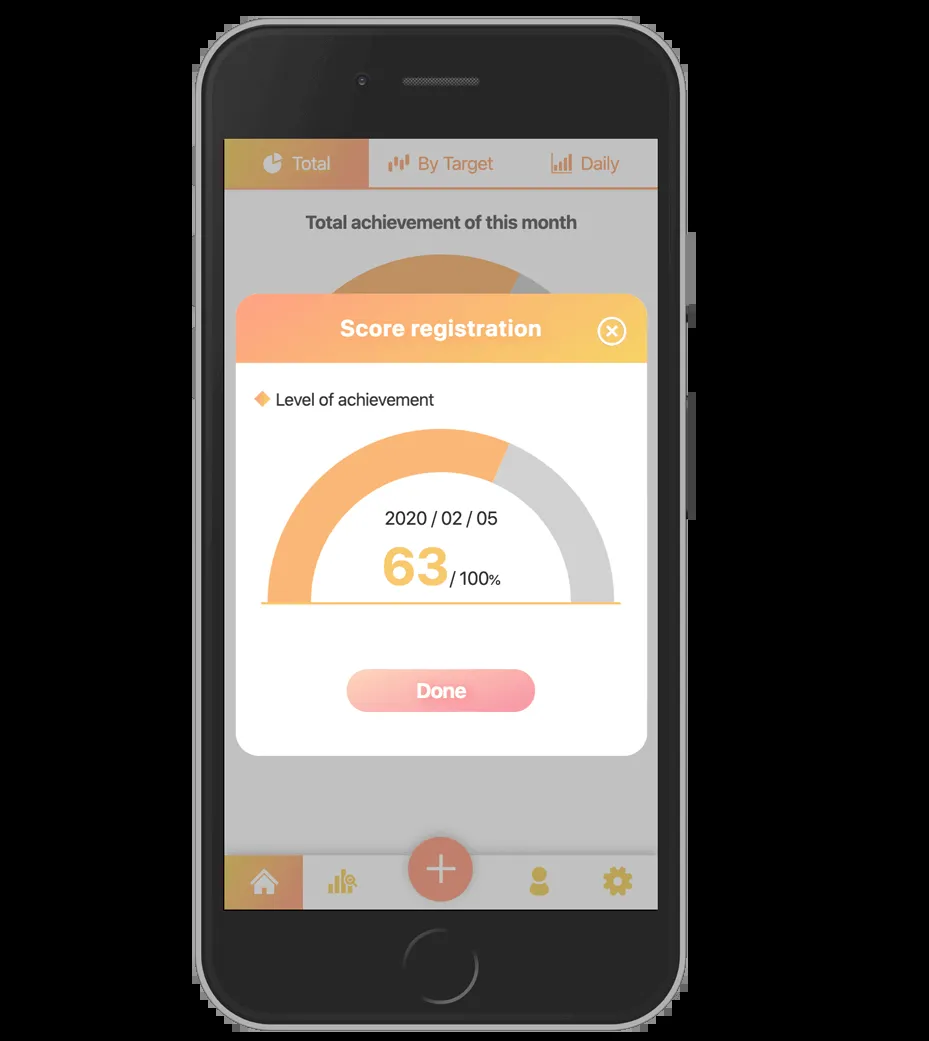 Total By Target Daily
Total achievement of this month
Score registration
Level of achievement
2020 / 02 / 05
63 / 100%
Done